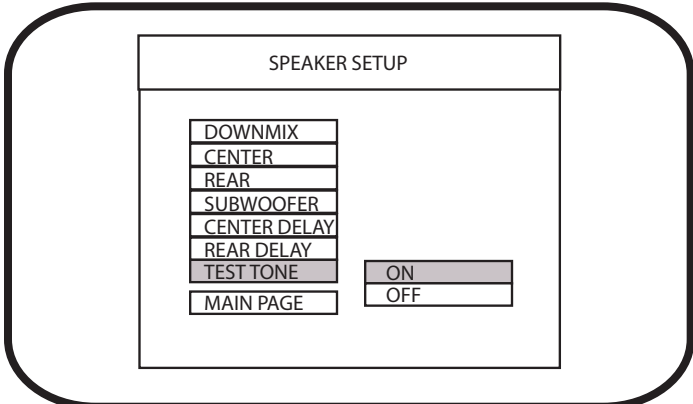 SPEAKER SETUP
DOWNMIX
CENTER
REAR
SUBWOOFER
CENTER DELAY
REAR DELAY
TEST TONE
ON
OFF
MAIN PAGE